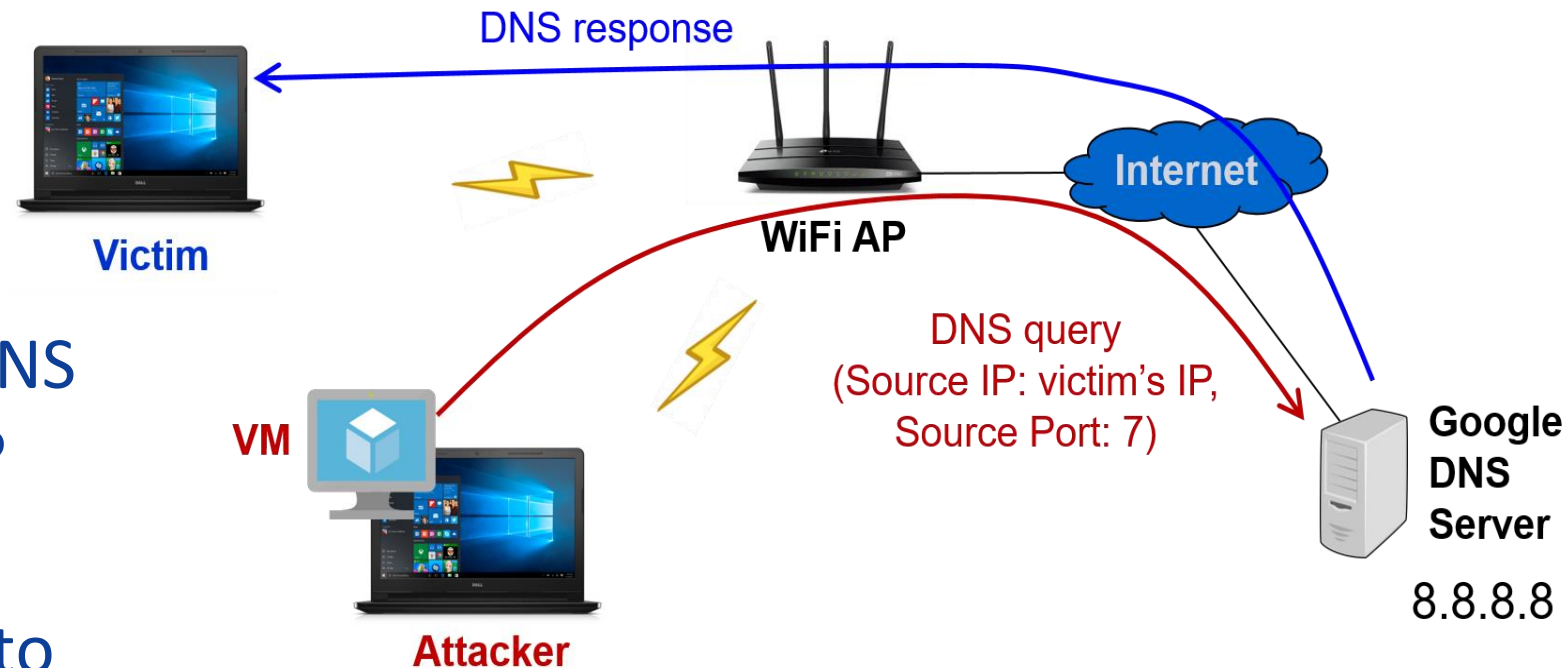 DNS response
Internet
Victim
WiFi AP
DNS query
(Source IP: victim's IP,
Source Port: 7)
NS
VM
Google
DNS
Server
8.8.8.8
to
Attacker